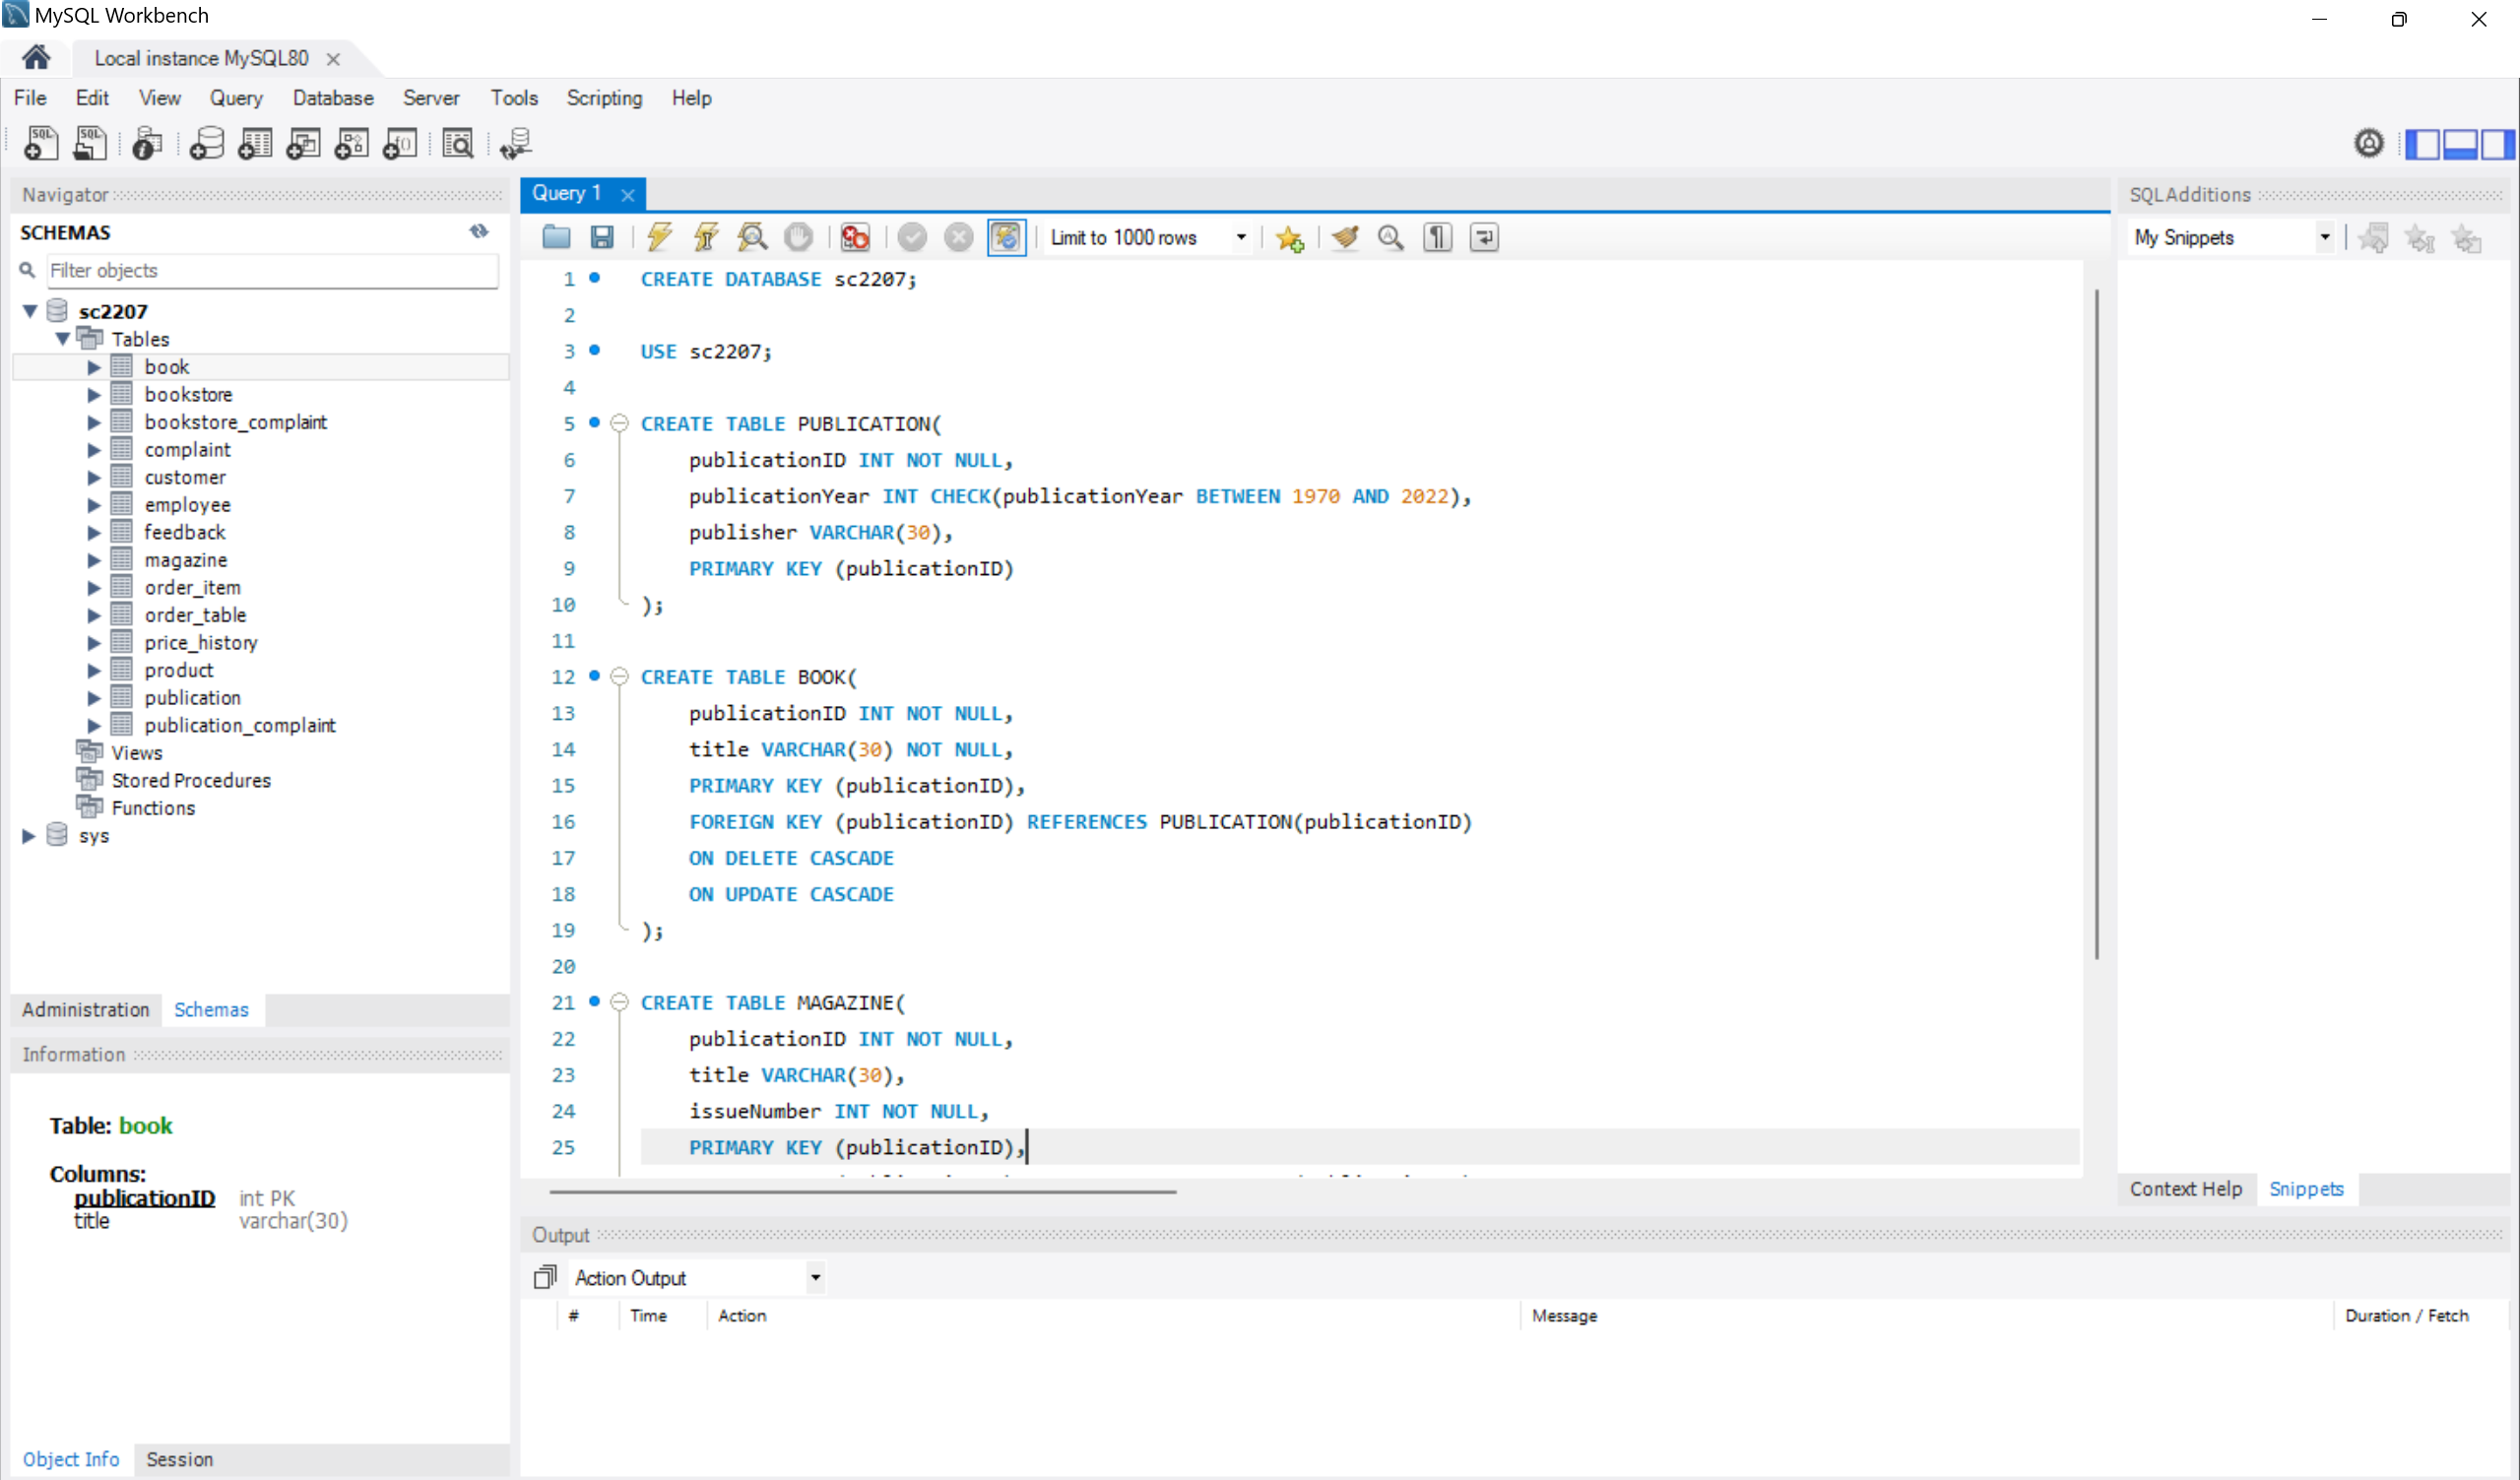 MySQL Workbench
Local instance MySQL80
File Edit View Query Database Server Tools Scripting Help
Navigator
SCHEMAS
Filter objects
sc2207
Tables
book
bookstore
bookstore_complaint
complaint
customer
employee
feedback
magazine
order_item
order_table
price_history
product
publication
publication_complaint
Views
Stored Procedures
Functions
sys
Administration Schemas
Information
Table: book
Columns:
publicationID int PK
title varchar(30)
Object Info Session
Query 1
Limit to 1000 rows
1 CREATE DATABASE sc2207;
2
3 USE sc2207;
4
5 CREATE TABLE PUBLICATION(
6 publicationID INT NOT NULL,
7 publicationYear INT CHECK(publicationYear BETWEEN 1970 AND 2022),
8 publisher VARCHAR(30),
9 PRIMARY KEY (publicationID)
10 );
11
12 CREATE TABLE BOOK(
13 publicationID INT NOT NULL,
14 title VARCHAR(30) NOT NULL,
15 PRIMARY KEY (publicationID),
16 FOREIGN KEY (publicationID) REFERENCES PUBLICATION(publicationID)
17 ON DELETE CASCADE
18 ON UPDATE CASCADE
19 );
20
21 CREATE TABLE MAGAZINE(
22 publicationID INT NOT NULL,
23 title VARCHAR(30),
24 issueNumber INT NOT NULL,
25 PRIMARY KEY (publicationID),
SQLAdditions
My Snippets
Context Help Snippets
Output
Action Output
# Time Action Message Duration / Fetch